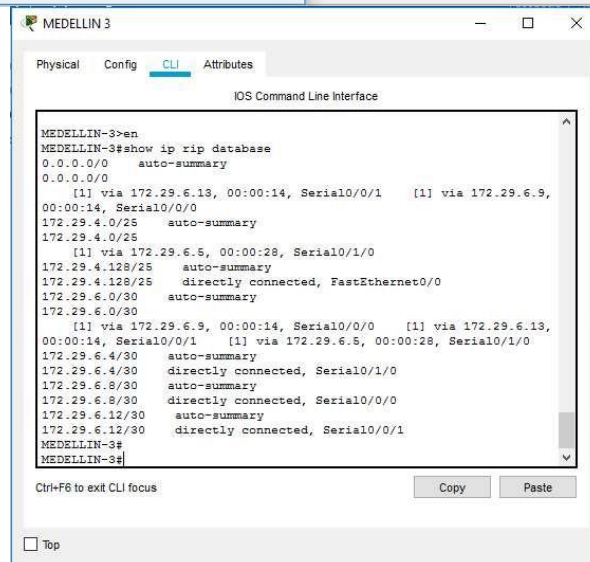 MEDELLIN 3
Physical Config CLI Attributes
IOS Command Line Interface
MEDELLIN-3>en
MEDELLIN-3#show ip rip database
0.0.0.0/0 auto-summary
0.0.0.0/0
[1] via 172.29.6.13, 00:00:14, Serial0/0/1 [1] via 172.29.6.9,
00:00:14, Serial0/0/0
172.29.4.0/25 auto-summary
172.29.4.0/25
[1] via 172.29.6.5, 00:00:28, Serial0/1/0
172.29.4.128/25 auto-summary
172.29.4.128/25 directly connected, FastEthernet0/0
172.29.6.0/30 auto-summary
172.29.6.0/30
[1] via 172.29.6.9, 00:00:14, Serial0/0/0 [1] via 172.29.6.13,
00:00:14, Serial0/0/1 [1] via 172.29.6.5, 00:00:28, Serial0/1/0
172.29.6.4/30 auto-summary
172.29.6.4/30 directly connected, Serial0/1/0
172.29.6.8/30 auto-summary
172.29.6.8/30 directly connected, Serial0/0/0
172.29.6.12/30 auto-summary
172.29.6.12/30 directly connected, Serial0/0/1
MEDELLIN-3#
MEDELLIN-3#
Ctrl+F6 to exit CLI focus
Copy Paste
Top